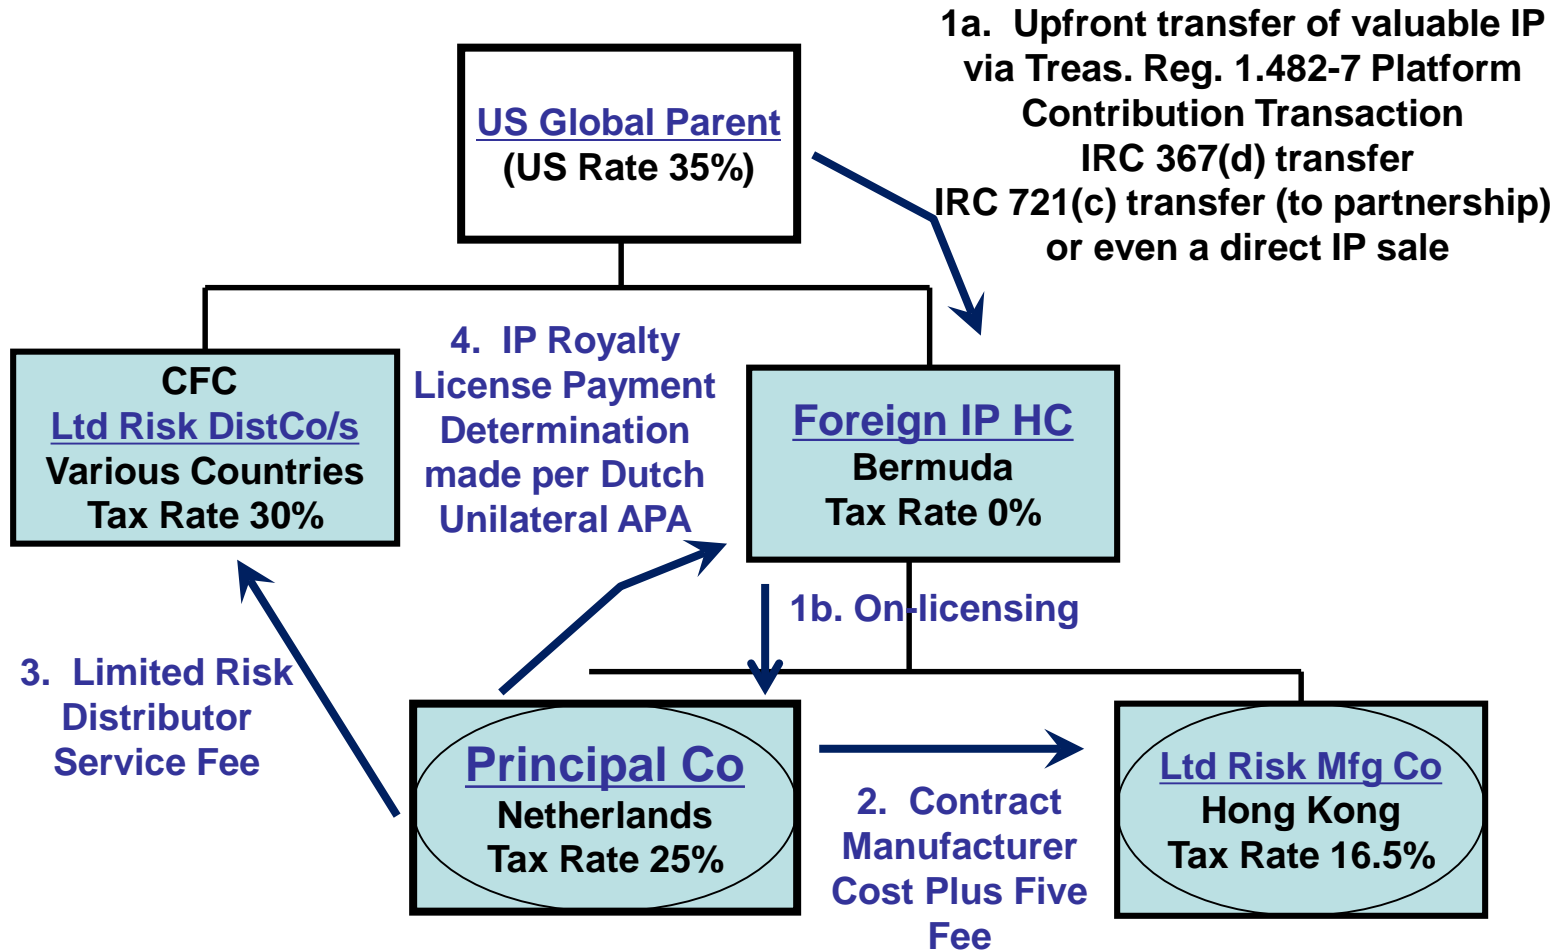 1a. Upfront transfer of valuable IP
via Treas. Reg. 1.482-7 Platform
Contribution Transaction
IRC 367(d) transfer
IRC 721(c) transfer (to partnership)
or even a direct IP sale
US Global Parent
(US Rate 35%)
CFC
Ltd Risk DistCo/s
Various Countries
Tax Rate 30%
4. IP Royalty
License Payment
Determination
made per Dutch
Unilateral APA
Foreign IP HC
Bermuda
Tax Rate 0%
1b. On-licensing
3. Limited Risk
Distributor
Service Fee
Principal Co
Netherlands
Tax Rate 25%
2. Contract
Manufacturer
Cost Plus Five
Fee
Ltd Risk Mfg Co
Hong Kong
Tax Rate 16.5%